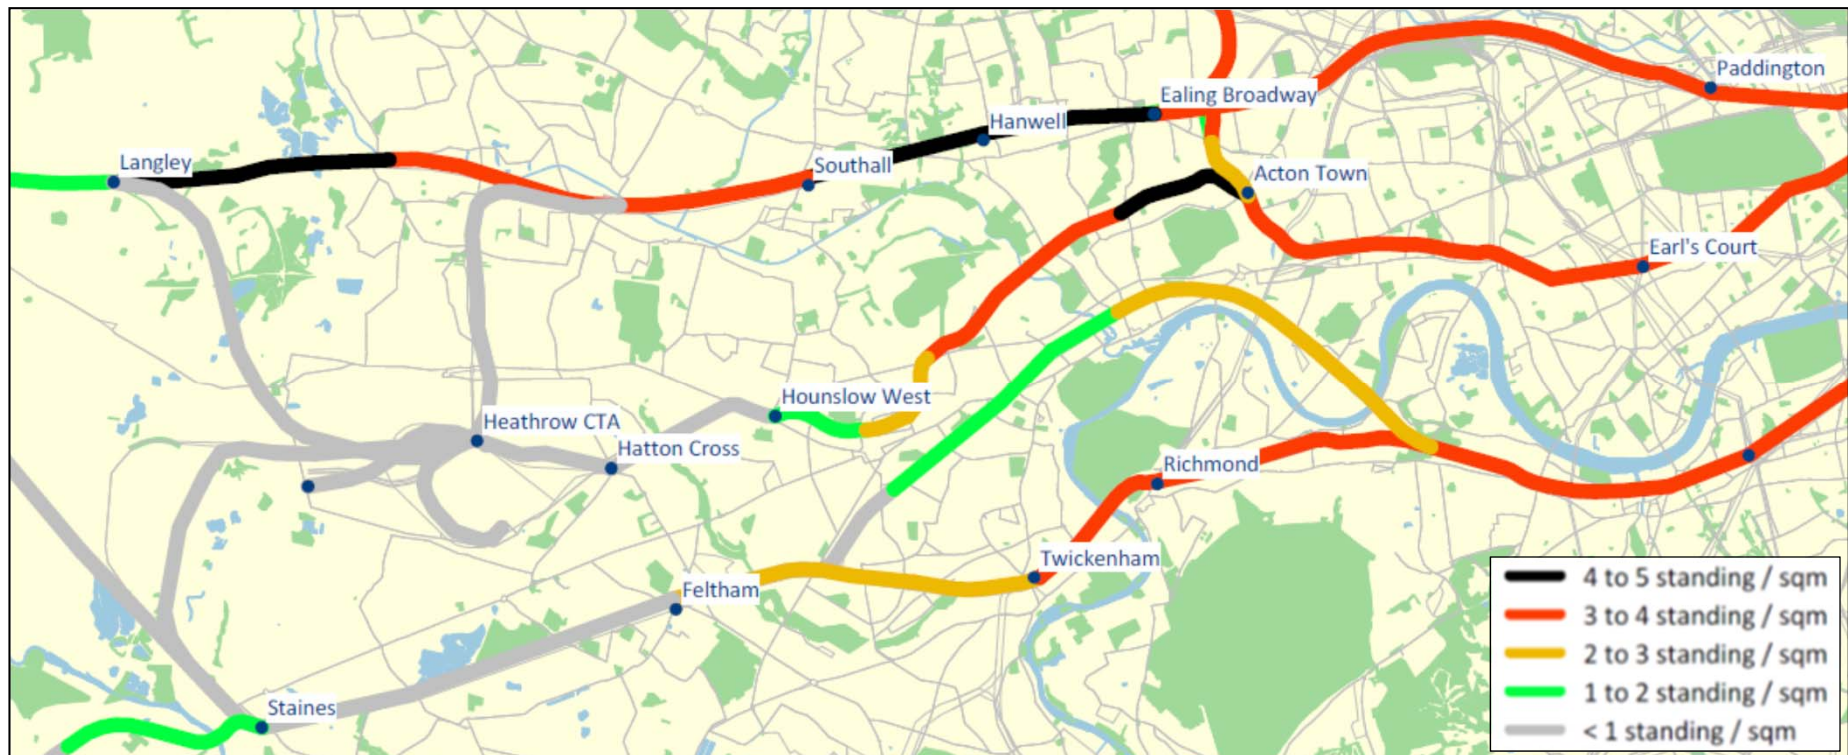 Paddington
Ealing Broadway
Hanwell
Langley
Southall
Acton Town
Earl's Court
Hounslow West
Heathrow CTA
Hatton Cross
Richmond
Twickenham
Feltham
Staines
4 to 5 standing / sqm
3 to 4 standing / sqm
2 to 3 standing / sqm
1 to 2 standing / sqm
< 1 standing / sqm